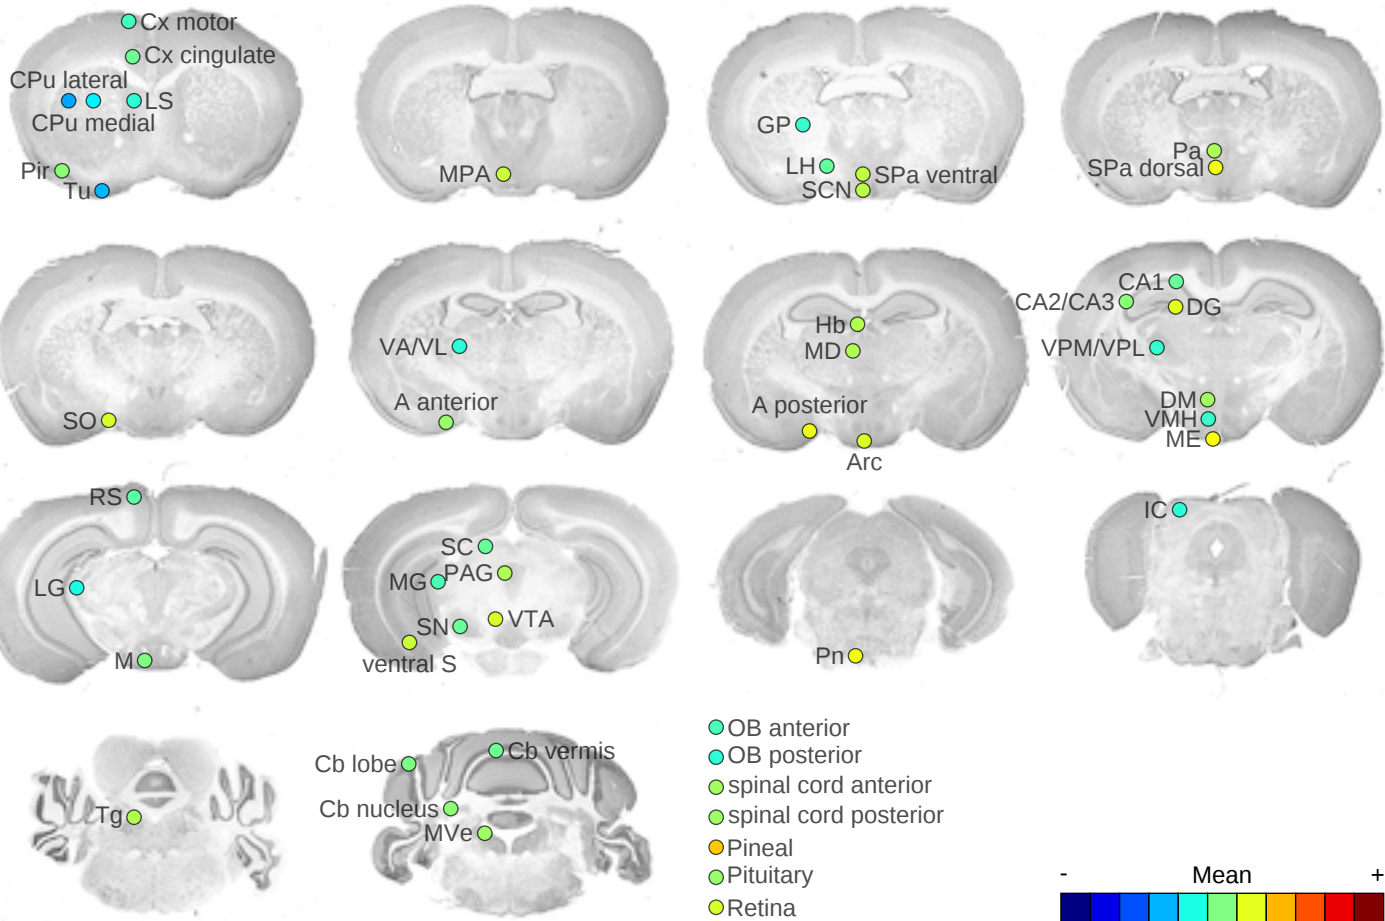 Cx motor
Cx cingulate
CPu lateral
LS
CPu medial
Pir
Tu
MPA
GP
LH
SPa ventral
SCN
Pa
SPa dorsal
SO
VA/VL
A anterior
Hb
MD
A posterior
Arc
CA1
CA2/CA3
DG
VPM/VPL
DM
VMH
ME
RS
LG
M
SC
PAG
MG
SN
VTA
ventral S
Pn
IC
Tg
Cb vermis
Cb lobe
Cb nucleus
MVe
OB anterior
OB posterior
spinal cord anterior
spinal cord posterior
Pineal
Pituitary
Retina
- Mean +